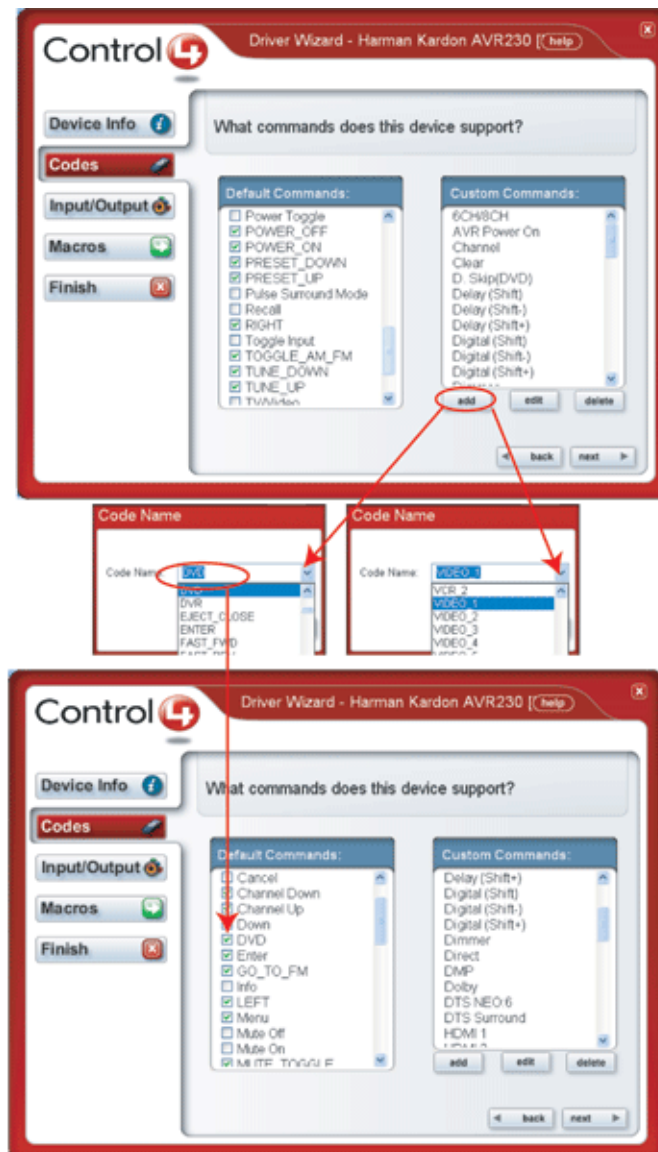 Control4
Driver Wizard - Harman Kardon AVR230 [(help)
Device Info
Codes
Input/Output
Macros
Finish
What commands does this device support?
Default Commands:
Power Toggle
POWER_OFF
POWER_ON
PRESET_DOWN
PRESET_UP
Pulse Surround Mode
Recall
RIGHT
Toggle Input
TOGGLE_AM_FM
TUNE_DOWN
TUNE_UP
TV/Video
Custom Commands:
6CH/8CH
AVR Power On
Channel
Clear
D. Skip(DVD)
Delay (Shift)
Delay (Shift-)
Delay (Shift+)
Digital (Shift)
Digital (Shift-)
Digital (Shift+)
add edit delete
back next
Code Name
Code Name: DVD
DVD
DVR
EJECT_CLOSE
ENTER
FAST_FWD
Code Name
Code Name: VIDEO_1
VCR_2
VIDEO_1
VIDEO_2
VIDEO_3
VIDEO_4
Control4
Driver Wizard - Harman Kardon AVR230 [(help)
Device Info
Codes
Input/Output
Macros
Finish
What commands does this device support?
Default Commands:
Cancel
Channel Down
Channel Up
Down
DVD
Enter
GO_TO_FM
Info
LEFT
Menu
Mute Off
Mute On
MUTE_TOGGLE
Custom Commands:
Delay (Shift+)
Digital (Shift)
Digital (Shift-)
Digital (Shift+)
Dimmer
Direct
DMP
Dolby
DTS NEO:6
DTS Surround
HDMI 1
add edit delete
back next